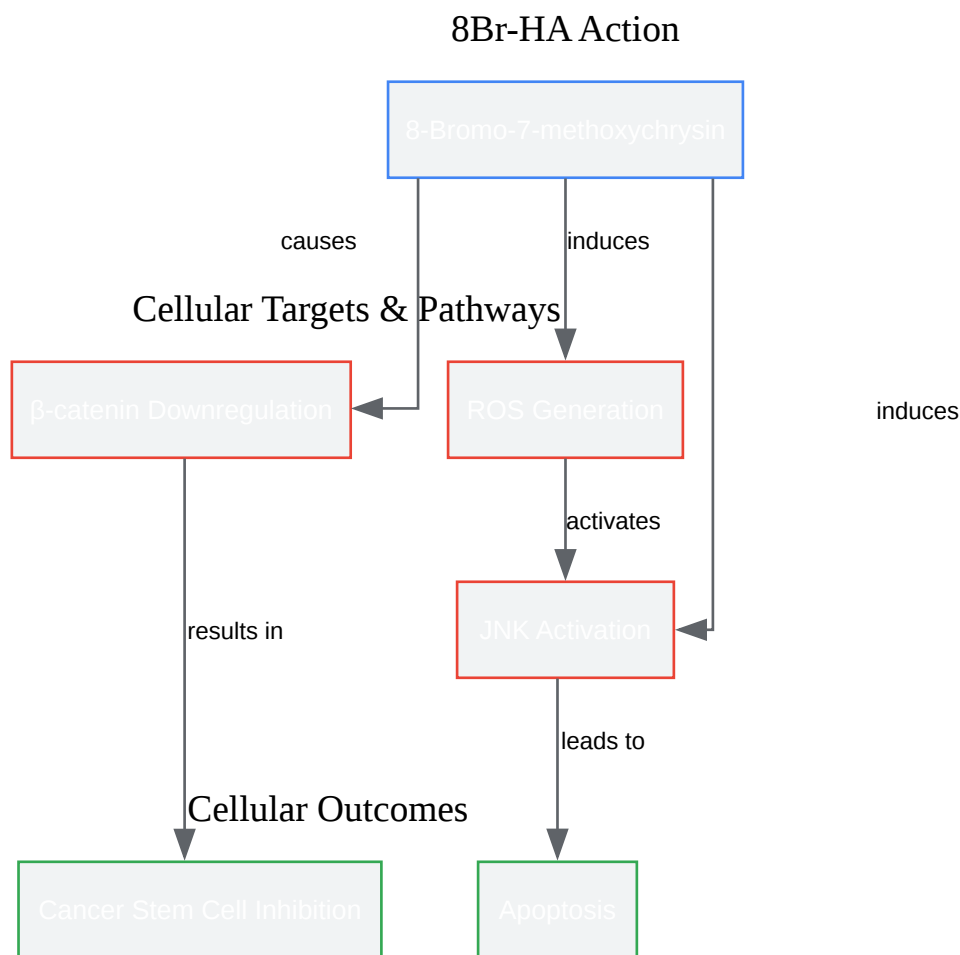 8Br-HA Action
8-Bromo-7-methoxychrysin
causes
induces
Cellular Targets & Pathways
β-catenin Downregulation
ROS Generation
induces
activates
JNK Activation
results in
leads to
Cellular Outcomes
Cancer Stem Cell Inhibition
Apoptosis